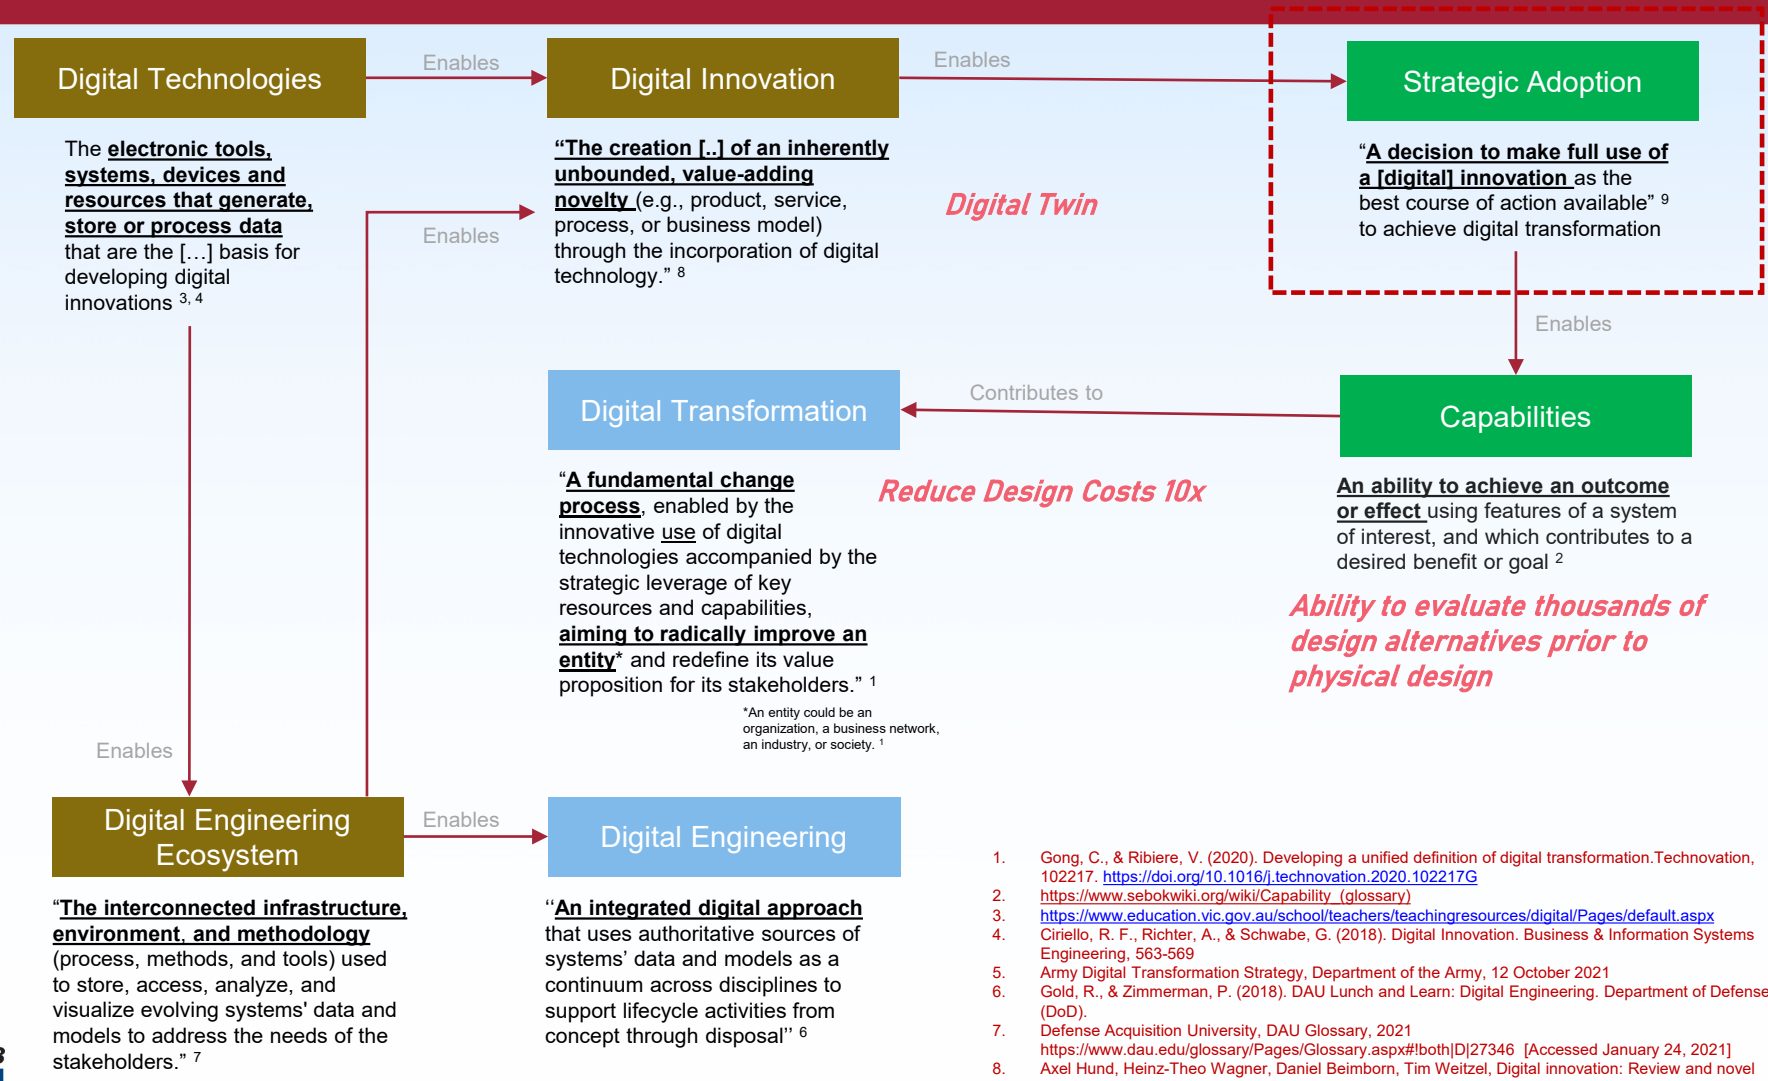 Digital Technologies
Enables
Digital Innovation
Enables
Strategic Adoption
The electronic tools,
systems, devices and
resources that generate,
store or process data
that are the […] basis for
developing digital
innovations 3, 4
Enables
“The creation [..] of an inherently
unbounded, value-adding
novelty (e.g., product, service,
process, or business model)
through the incorporation of digital
technology.” 8
Digital Twin
“A decision to make full use of
a [digital] innovation as the
best course of action available” 9
to achieve digital transformation
Enables
Digital Transformation
Contributes to
Capabilities
“A fundamental change
process, enabled by the
innovative use of digital
technologies accompanied by the
strategic leverage of key
resources and capabilities,
aiming to radically improve an
entity* and redefine its value
proposition for its stakeholders.” 1
*An entity could be an
organization, a business network,
an industry, or society. 1
Reduce Design Costs 10x
An ability to achieve an outcome
or effect using features of a system
of interest, and which contributes to a
desired benefit or goal 2
Ability to evaluate thousands of
design alternatives prior to
physical design
Enables
Digital Engineering
Ecosystem
Enables
Digital Engineering
“The interconnected infrastructure,
environment, and methodology
(process, methods, and tools) used
to store, access, analyze, and
visualize evolving systems' data and
models to address the needs of the
stakeholders.” 7
‘‘An integrated digital approach
that uses authoritative sources of
systems’ data and models as a
continuum across disciplines to
support lifecycle activities from
concept through disposal’’ 6
1. Gong, C., & Ribiere, V. (2020). Developing a unified definition of digital transformation.Technovation,
102217. https://doi.org/10.1016/j.technovation.2020.102217G
2. https://www.sebokwiki.org/wiki/Capability_(glossary)
3. https://www.education.vic.gov.au/school/teachers/teachingresources/digital/Pages/default.aspx
4. Ciriello, R. F., Richter, A., & Schwabe, G. (2018). Digital Innovation. Business & Information Systems
Engineering, 563-569
5. Army Digital Transformation Strategy, Department of the Army, 12 October 2021
6. Gold, R., & Zimmerman, P. (2018). DAU Lunch and Learn: Digital Engineering. Department of Defense
(DoD).
7. Defense Acquisition University, DAU Glossary, 2021
https://www.dau.edu/glossary/Pages/Glossary.aspx#!both|D|27346 [Accessed January 24, 2021]
8. Axel Hund, Heinz-Theo Wagner, Daniel Beimborn, Tim Weitzel, Digital innovation: Review and novel